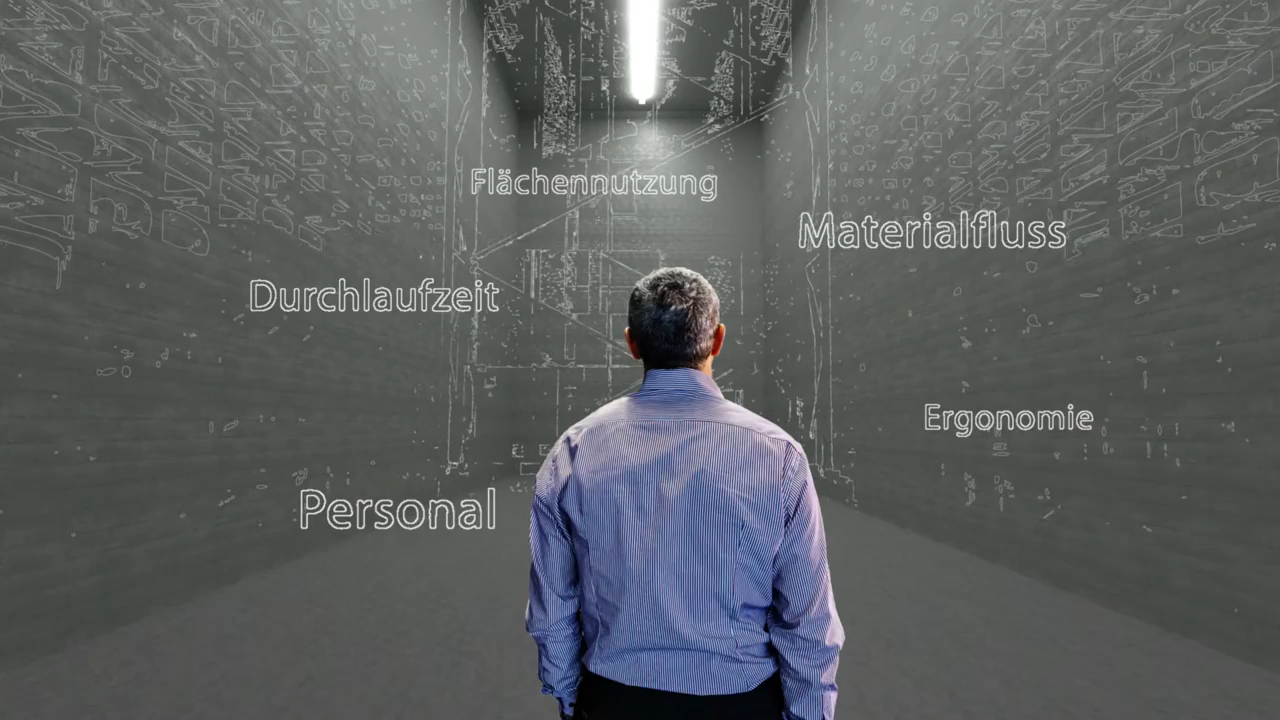 Flächennutzung
Materialfluss
Durchlaufzeit
Ergonomie
Personal